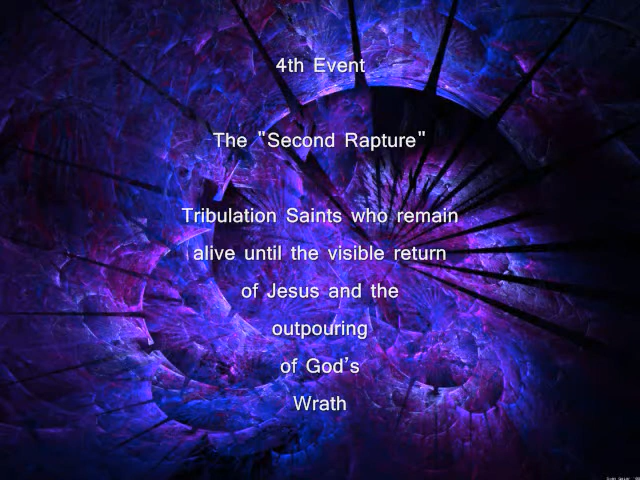 4th Event
The "Second Rapture"
Tribulation Saints who remain
alive until the visible return
of Jesus and the
outpouring
of God's
Wrath